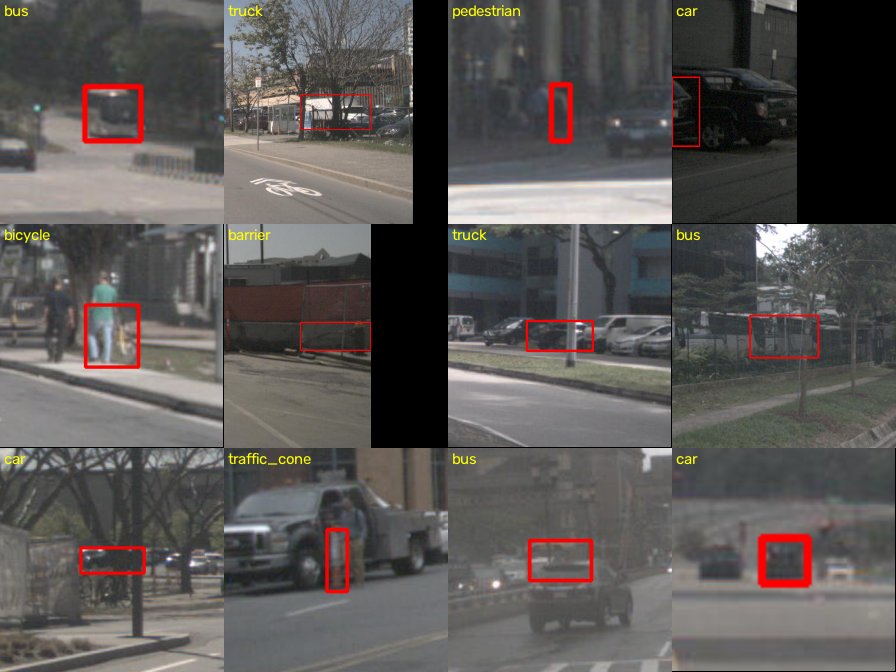 bus
truck
pedestrian
car
bicycle
barrier
truck
bus
car
traffic_cone
bus
car